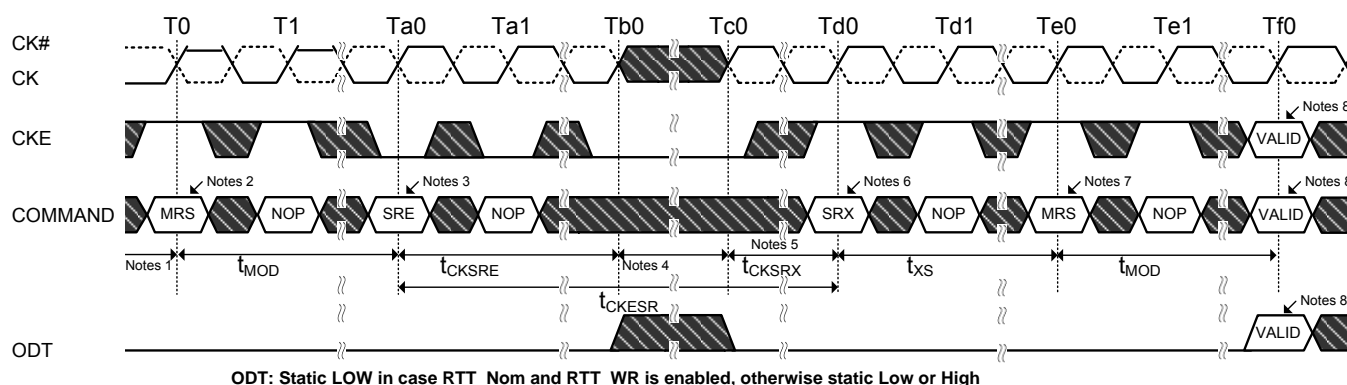 T0 T1 Ta0 Ta1 Tb0 Tc0 Td0 Td1 Te0 Te1 Tf0
CK#
CK
Notes 8
CKE VALID
Notes 2 Notes 3 Notes 6 Notes 7 Notes 8
COMMAND MRS NOP SRE NOP SRX NOP MRS NOP VALID
Notes 1 tMOD tCKSRE Notes 4 Notes 5 tCKSRX tXS tMOD
tCKESR
Notes 8
ODT VALID
ODT: Static LOW in case RTT_Nom and RTT_WR is enabled, otherwise static Low or High